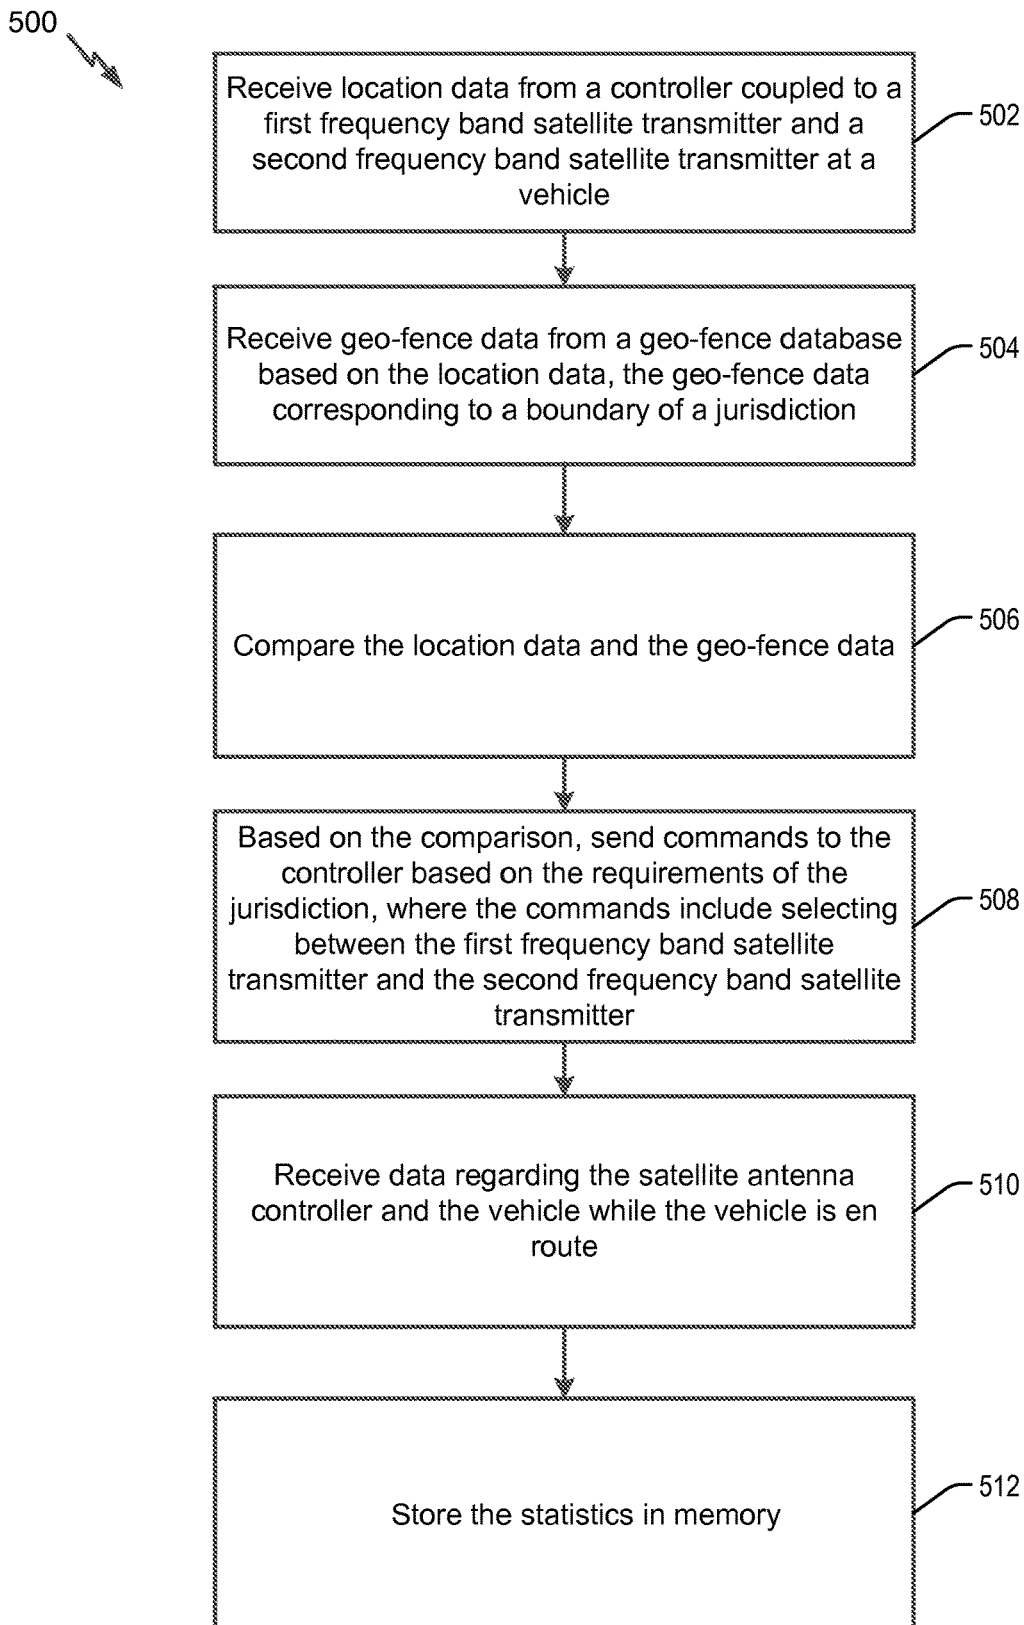 500
Receive location data from a controller coupled to a
first frequency band satellite transmitter and a
second frequency band satellite transmitter at a
vehicle
502
Receive geo-fence data from a geo-fence database
based on the location data, the geo-fence data
corresponding to a boundary of a jurisdiction
504
Compare the location data and the geo-fence data
506
Based on the comparison, send commands to the
controller based on the requirements of the
jurisdiction, where the commands include selecting
between the first frequency band satellite
transmitter and the second frequency band satellite
transmitter
508
Receive data regarding the satellite antenna
controller and the vehicle while the vehicle is en
route
510
Store the statistics in memory
512